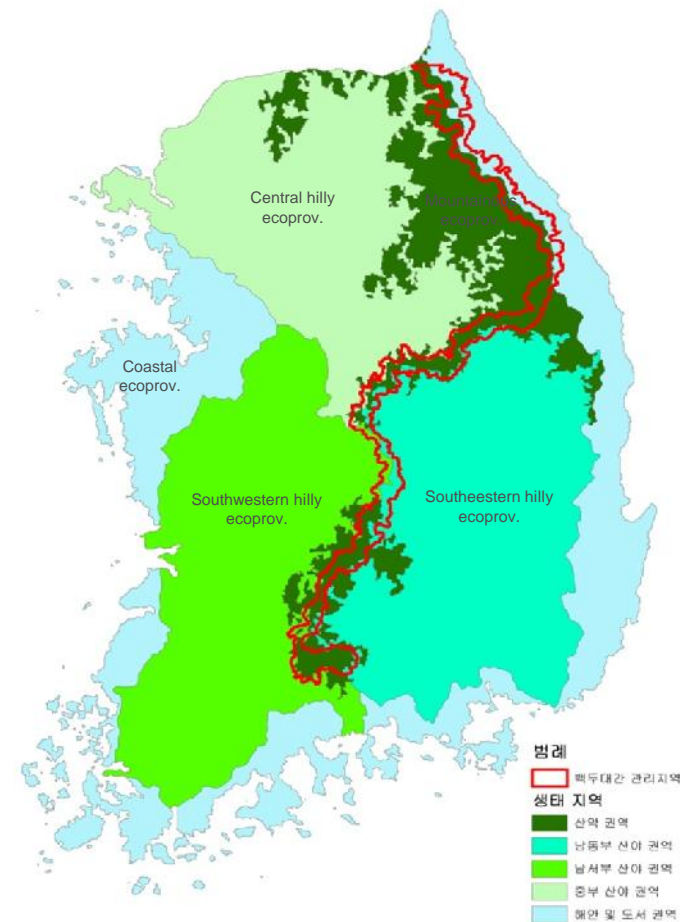 Central hilly
ecoprov.
Mountainous
ecoprov.
Coastal
ecoprov.
Southwestern hilly
ecoprov.
Southeestern hilly
ecoprov.
범례
백두대간 관리지역
생태 지역
산악 권역
남동부 산야 권역
남서부 산야 권역
중부 산야 권역
해안 및 도서 권역